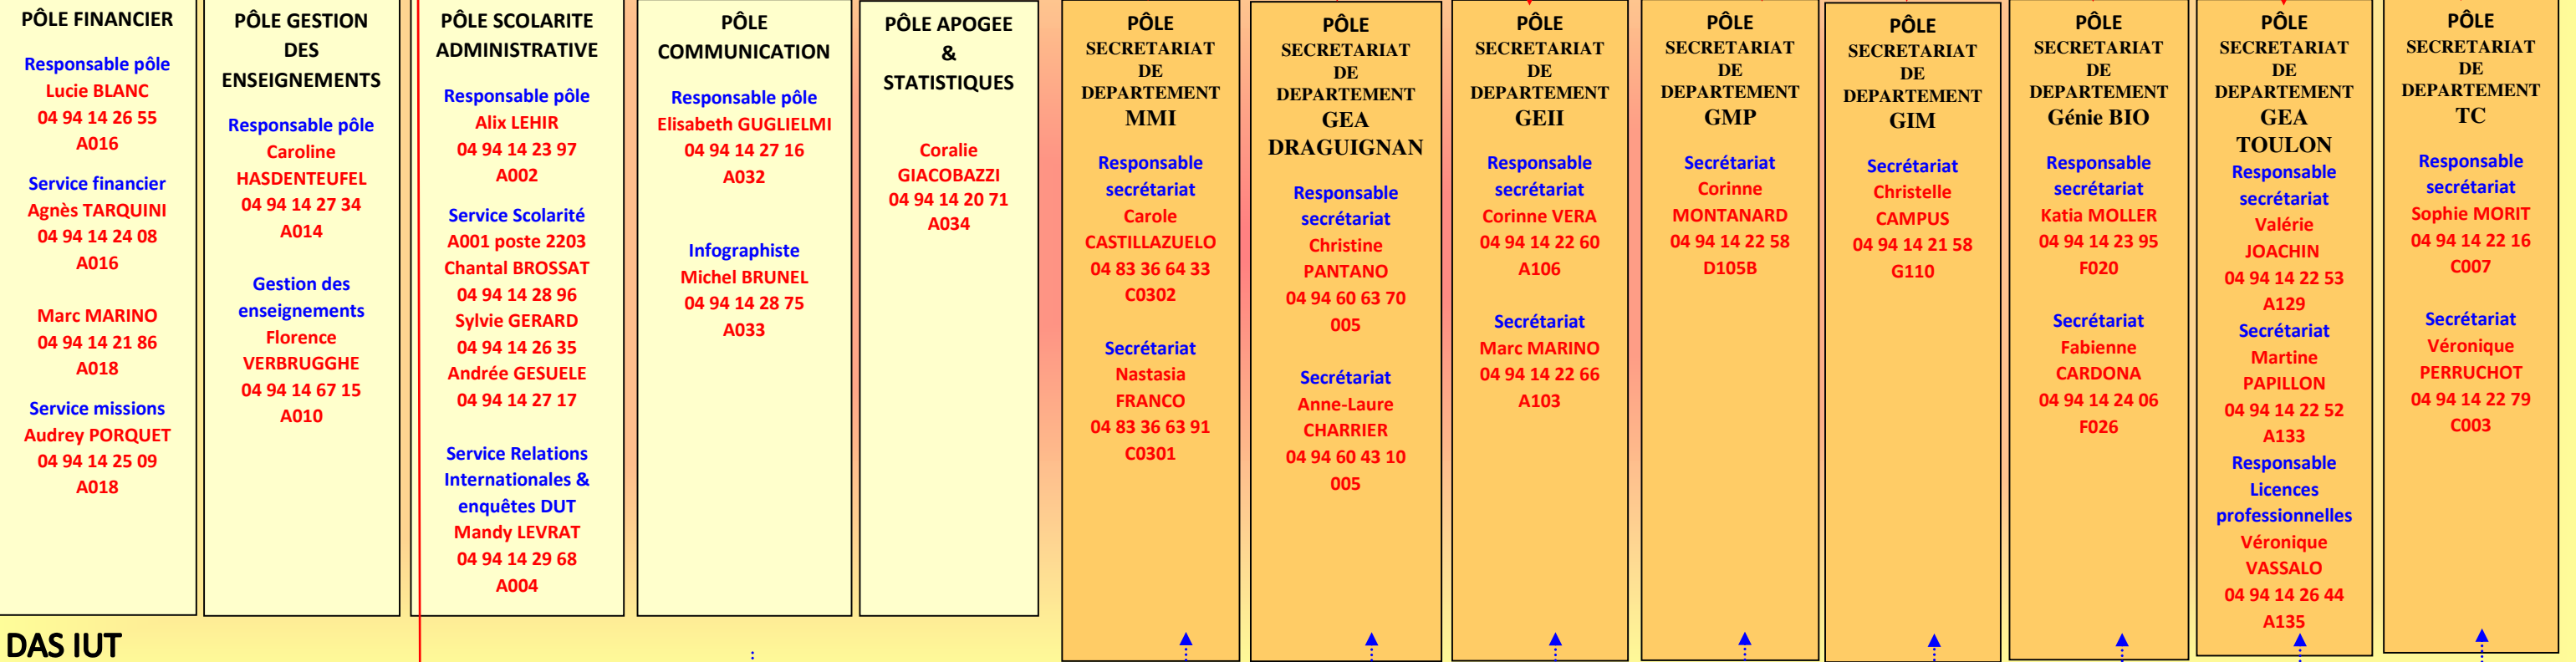 PÔLE FINANCIER
Responsable pôle
Lucie BLANC
04 94 14 26 55
A016
Service financier
Agnès TARQUINI
04 94 14 24 08
A016
Marc MARINO
04 94 14 21 86
A018
Service missions
Audrey PORQUET
04 94 14 25 09
A018
PÔLE GESTION
DES
ENSEIGNEMENTS
Responsable pôle
Caroline
HASDENTEUFEL
04 94 14 27 34
A014
Gestion des
enseignements
Florence
VERBRUGGHE
04 94 14 67 15
A010
PÔLE SCOLARITE
ADMINISTRATIVE
Responsable pôle
Alix LEHIR
04 94 14 23 97
A002
Service Scolarité
A001 poste 2203
Chantal BROSSAT
04 94 14 28 96
Sylvie GERARD
04 94 14 26 35
Andrée GESUELE
04 94 14 27 17
Service Relations
Internationales &
enquêtes DUT
Mandy LEVRAT
04 94 14 29 68
A004
PÔLE
COMMUNICATION
Responsable pôle
Elisabeth GUGLIELMI
04 94 14 27 16
A032
Infographiste
Michel BRUNEL
04 94 14 28 75
A033
PÔLE APOGEE
&
STATISTIQUES
Coralie
GIACOBAZZI
04 94 14 20 71
A034
PÔLE
SECRETARIAT
DE
DEPARTEMENT
MMI
Responsable
secrétariat
Carole
CASTILLAZUELO
04 83 36 64 33
C0302
Secrétariat
Nastasia
FRANCO
04 83 36 63 91
C0301
PÔLE
SECRETARIAT
DE
DEPARTEMENT
GEA
DRAGUIGNAN
Responsable
secrétariat
Christine
PANTANO
04 94 60 63 70
005
Secrétariat
Anne-Laure
CHARRIER
04 94 60 43 10
005
PÔLE
SECRETARIAT
DE
DEPARTEMENT
GEII
Responsable
secrétariat
Corinne VERA
04 94 14 22 60
A106
Secrétariat
Marc MARINO
04 94 14 22 66
A103
PÔLE
SECRETARIAT
DE
DEPARTEMENT
GMP
Secrétariat
Corinne
MONTANARD
04 94 14 22 58
D105B
PÔLE
SECRETARIAT
DE
DEPARTEMENT
GIM
Secrétariat
Christelle
CAMPUS
04 94 14 21 58
G110
PÔLE
SECRETARIAT
DE
DEPARTEMENT
Génie BIO
Responsable
secrétariat
Katia MOLLER
04 94 14 23 95
F020
Secrétariat
Fabienne
CARDONA
04 94 14 24 06
F026
PÔLE
SECRETARIAT
DE
DEPARTEMENT
GEA
TOULON
Responsable
secrétariat
Valérie
JOACHIN
04 94 14 22 53
A129
Secrétariat
Martine
PAPILLON
04 94 14 22 52
A133
Responsable
Licences
professionnelles
Véronique
VASSALO
04 94 14 26 44
A135
PÔLE
SECRETARIAT
DE
DEPARTEMENT
TC
Responsable
secrétariat
Sophie MORIT
04 94 14 22 16
C007
Secrétariat
Véronique
PERRUCHOT
04 94 14 22 79
C003
DAS IUT